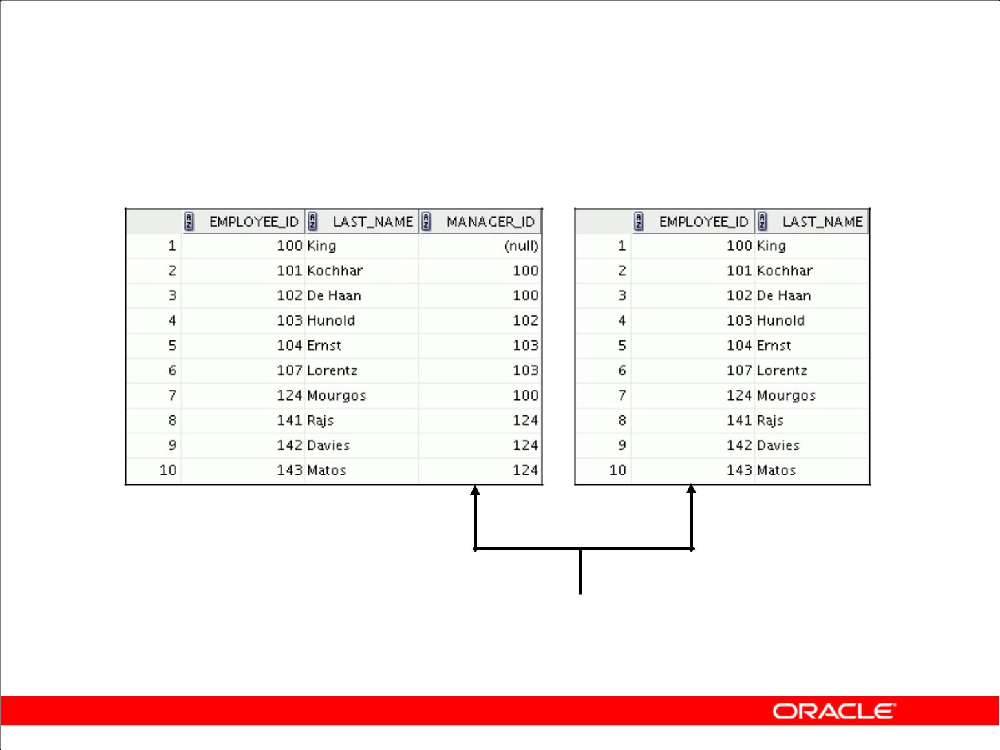 EMPLOYEE_ID LAST_NAME MANAGER_ID
1 100 King (null)
2 101 Kochhar 100
3 102 De Haan 100
4 103 Hunold 102
5 104 Ernst 103
6 107 Lorentz 103
7 124 Mourgos 100
8 141 Rajs 124
9 142 Davies 124
10 143 Matos 124
EMPLOYEE_ID LAST_NAME
1 100 King
2 101 Kochhar
3 102 De Haan
4 103 Hunold
5 104 Ernst
6 107 Lorentz
7 124 Mourgos
8 141 Rajs
9 142 Davies
10 143 Matos
ORACLE